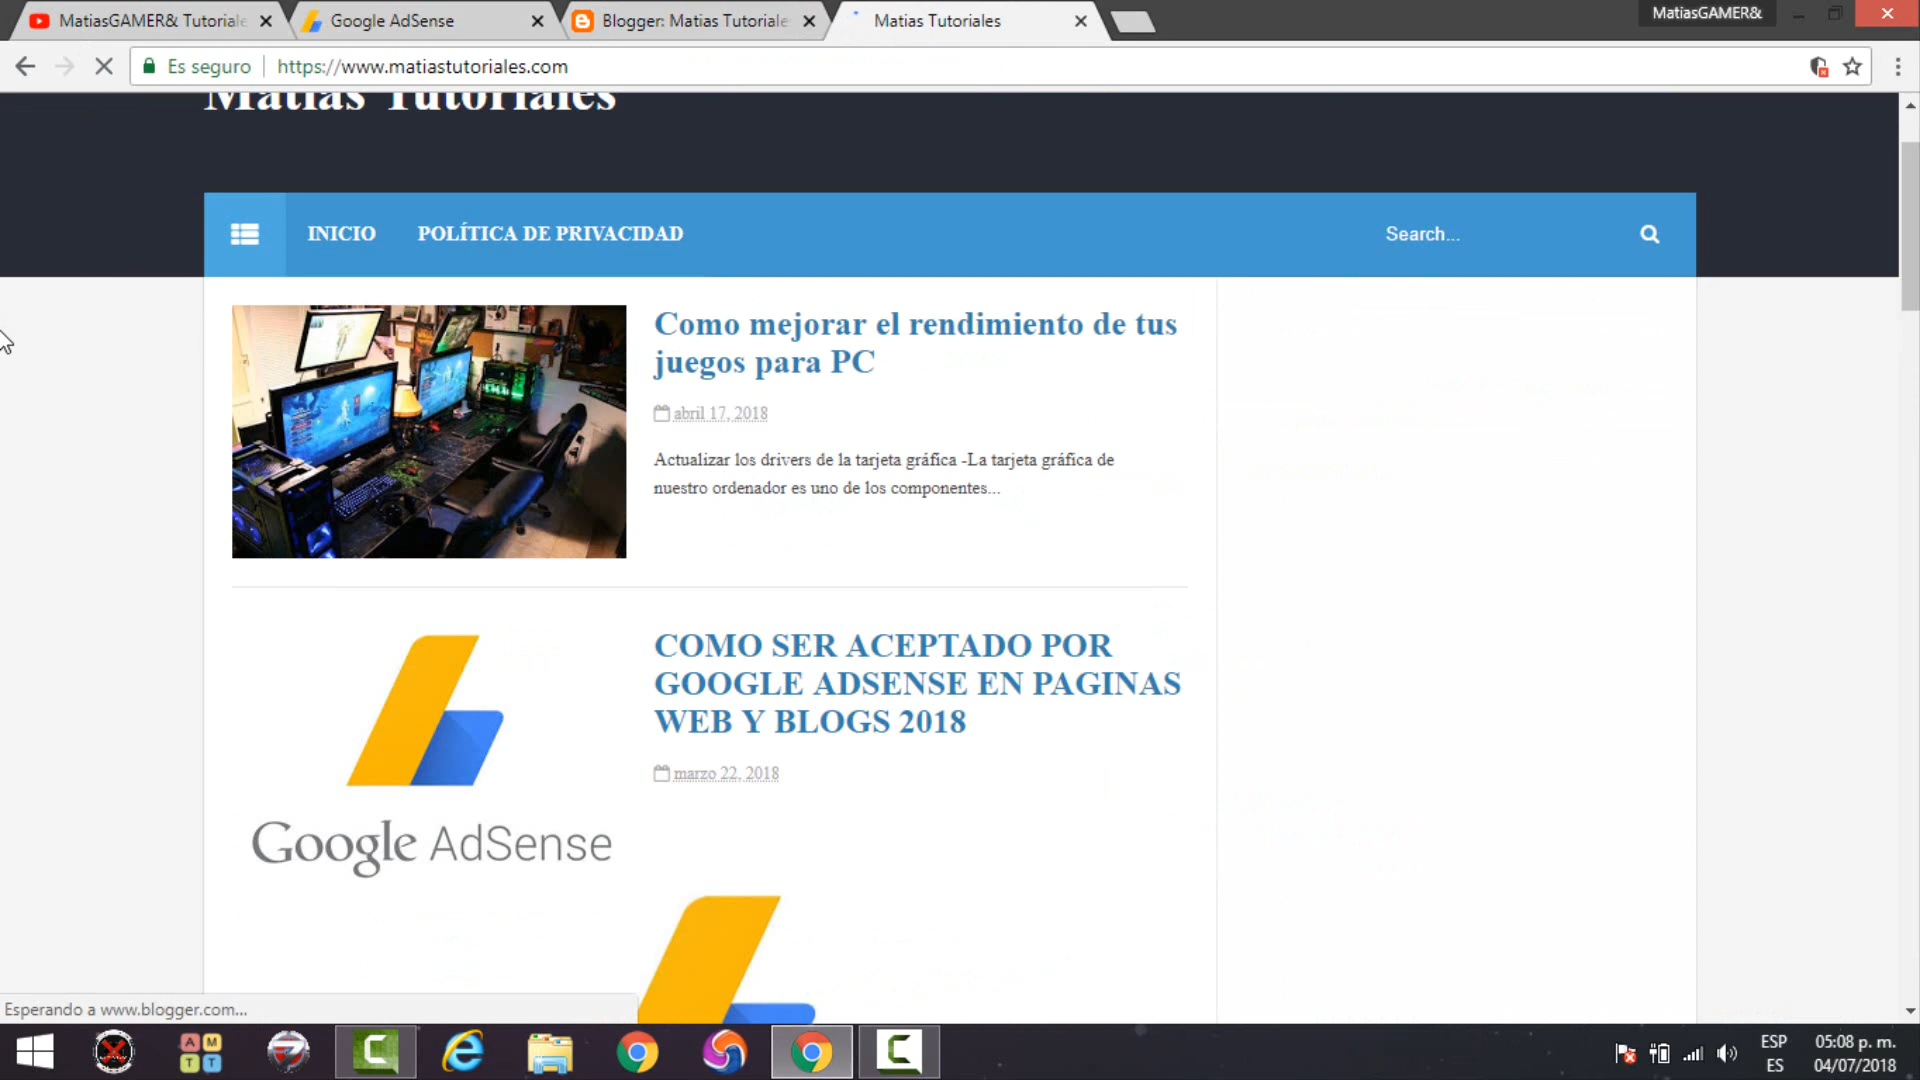 MatiasGAMER& Tutoriale
Google AdSense
Blogger: Matias Tutoriale
Matias Tutoriales
MatiasGAMER&
Es seguro
https://www.matiastutoriales.com
Matias Tutoriales
INICIO
POLÍTICA DE PRIVACIDAD
Search...
Como mejorar el rendimiento de tus
juegos para PC
abril 17, 2018
Actualizar los drivers de la tarjeta gráfica -La tarjeta gráfica de
nuestro ordenador es uno de los componentes...
COMO SER ACEPTADO POR
GOOGLE ADSENSE EN PAGINAS
WEB Y BLOGS 2018
marzo 22, 2018
Google AdSense
Esperando a www.blogger.com...
A M
T T
ESP
ES
05:08 p. m.
04/07/2018